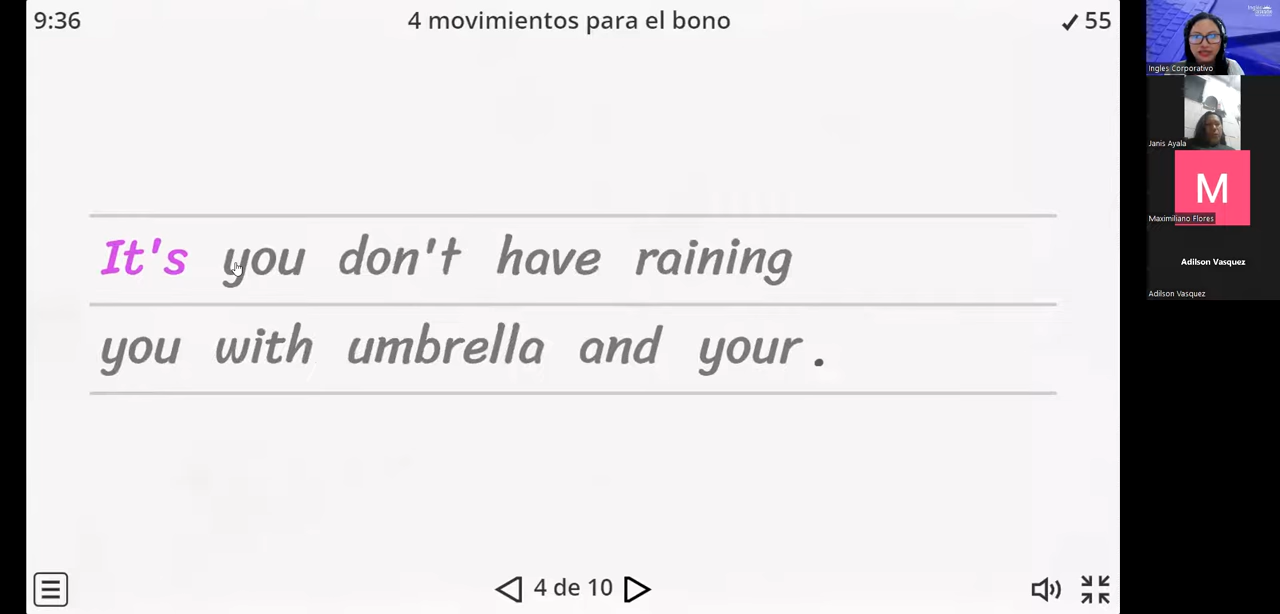 9:36
4 movimientos para el bono
✓ 55
It's you don't have raining
you with umbrella and your .
4 de 10
Ingles Corporativo
Janis Ayala
M
Maximiliano Flores
Adilson Vasquez
Adilson Vasquez